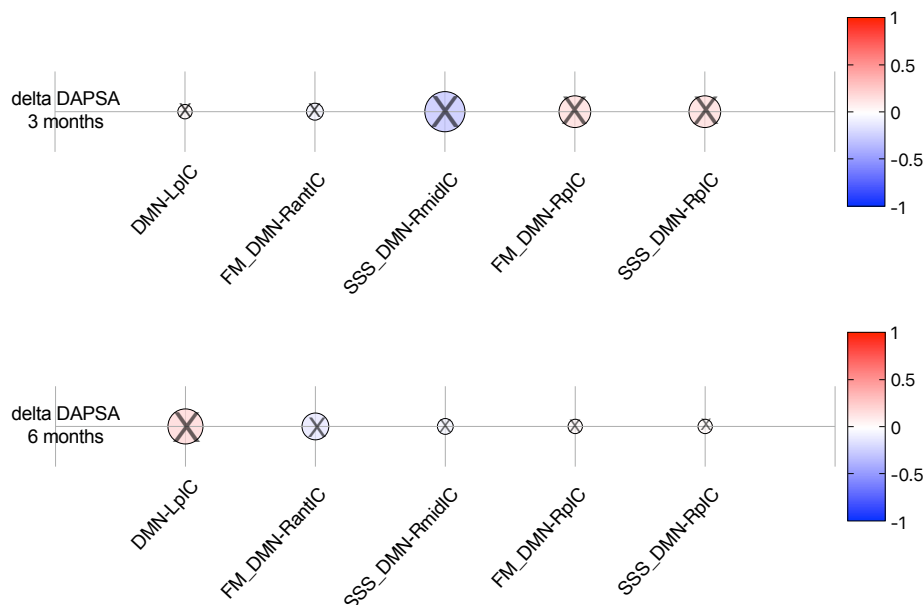 1
0.5
delta DAPSA
3 months
0
-0.5
-1
DMN-LpIC
FM_DMN-RantIC
SSS_DMN-RmidIC
FM_DMN-RpIC
SSS_DMN-RpIC
1
0.5
delta DAPSA
6 months
0
-0.5
-1
DMN-LpIC
FM_DMN-RantIC
SSS_DMN-RmidIC
FM_DMN-RpIC
SSS_DMN-RpIC